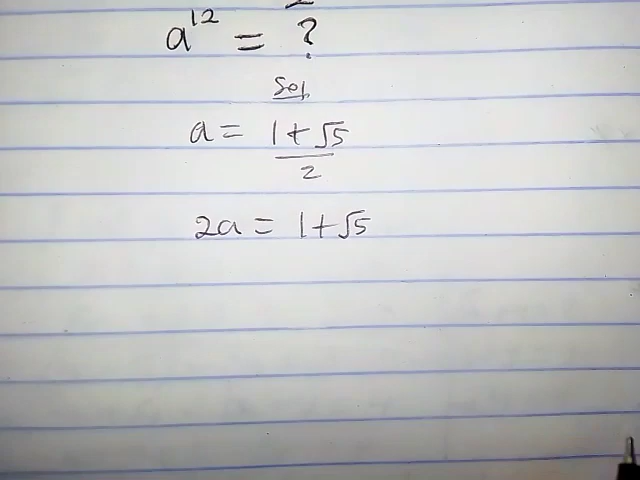 a¹² = ?
Sol
a = (1 + √5)/2
2a = 1 + √5